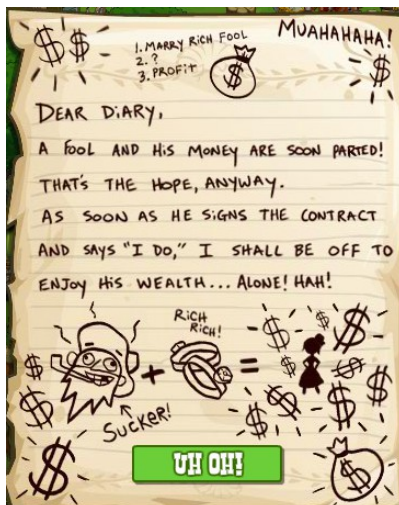 MUAHAHAHA!
1. MARRY RiCH FOOL
2. ?
3. PROFiT
$ $
$
$
DEAR DiARY,
A FOOL AND HiS MONEY ARE SOON PARTED!
THAT'S THE HOPE, ANYWAY.
AS SOON AS HE SiGNS THE CONTRACT
AND SAYS "I DO," I SHALL BE OFF TO
ENJOY HiS WEALTH... ALONE! HAH!
RiCH
RiCH!
+ =
$ $ $
$ $ $
$ $ $
SUCKER!
$ $
UH OH!